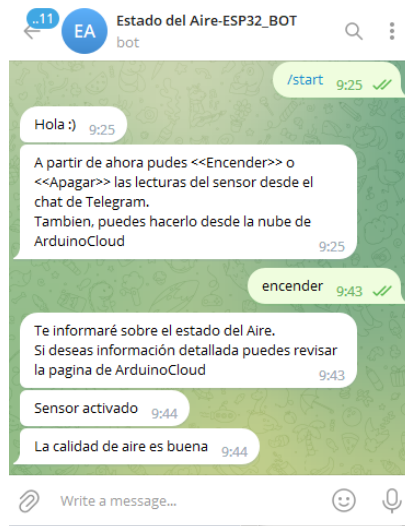 ..11
EA
Estado del Aire-ESP32_BOT
bot
/start 9:25
Hola :) 9:25
A partir de ahora pudes <<Encender>> o
<<Apagar>> las lecturas del sensor desde el
chat de Telegram.
Tambien, puedes hacerlo desde la nube de
ArduinoCloud
9:25
encender 9:43
Te informaré sobre el estado del Aire.
Si deseas información detallada puedes revisar
la pagina de ArduinoCloud
9:43
Sensor activado 9:44
La calidad de aire es buena 9:44
Write a message...